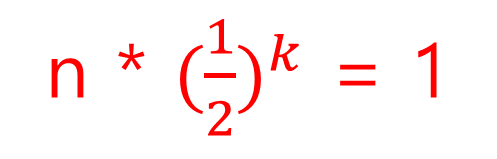 n * (1/2)^k = 1